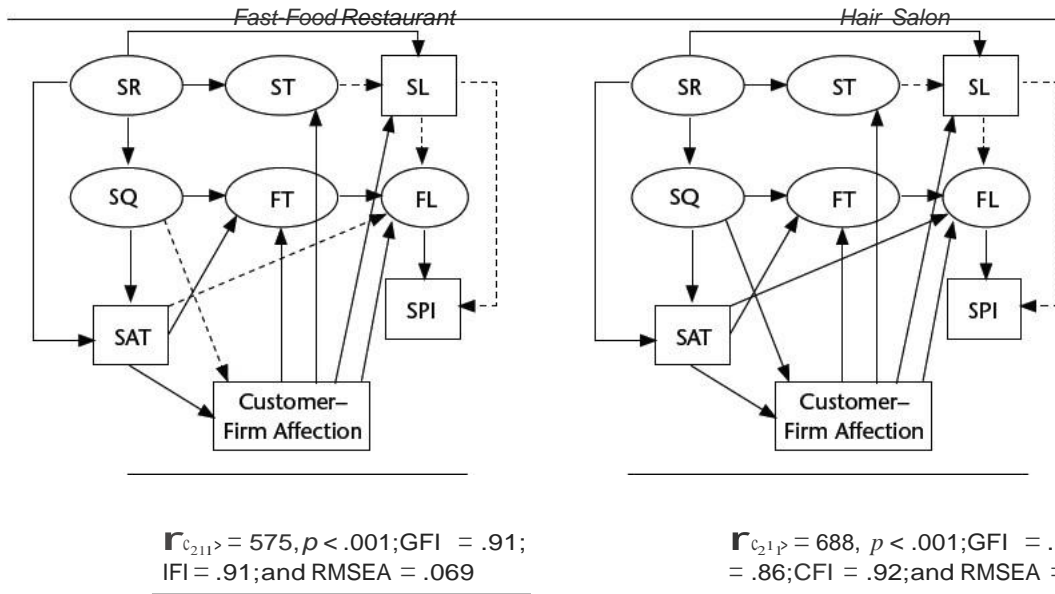 Fast-Food Restaurant
SR
ST
SL
SQ
FT
FL
SAT
SPI
Customer–
Firm Affection
r c211> = 575, p < .001;GFI = .91;
IFI = .91;and RMSEA = .069
Hair Salon
SR
ST
SL
SQ
FT
FL
SAT
SPI
Customer–
Firm Affection
r c211> = 688, p < .001;GFI = .
= .86;CFI = .92;and RMSEA =